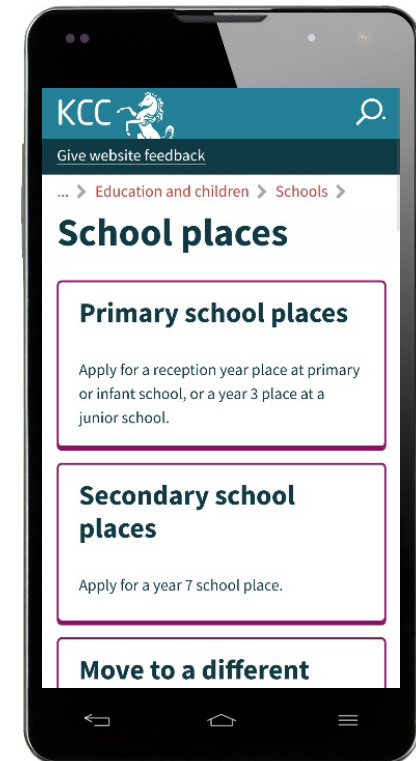 KCC
Give website feedback
... > Education and children > Schools >
School places
Primary school places
Apply for a reception year place at primary
or infant school, or a year 3 place at a
junior school.
Secondary school
places
Apply for a year 7 school place.
Move to a different